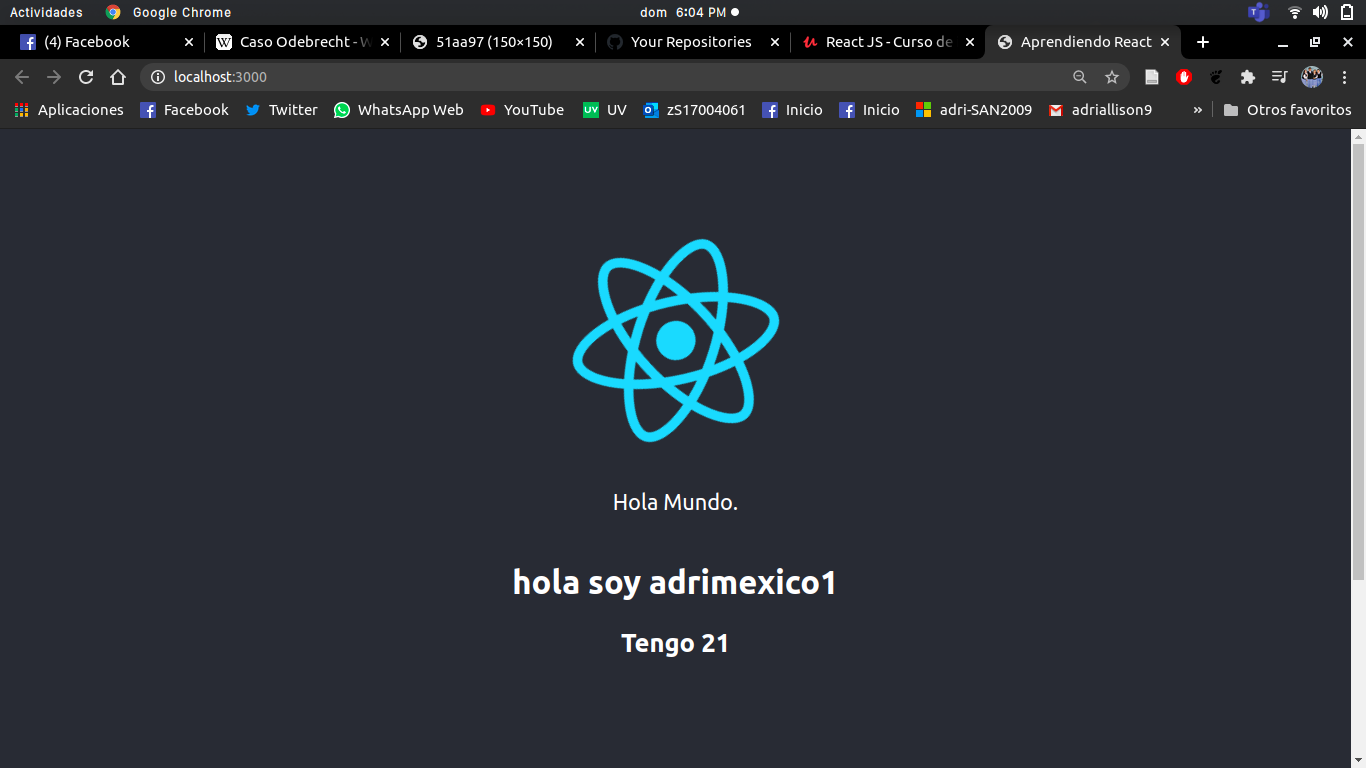 Actividades Google Chrome dom 6:04 PM
(4) Facebook Caso Odebrecht - W 51aa97 (150×150) Your Repositories React JS - Curso de Aprendiendo React
localhost:3000
Aplicaciones Facebook Twitter WhatsApp Web YouTube UV zS17004061 Inicio Inicio adri-SAN2009 adriallison9 » Otros favoritos
Hola Mundo.
hola soy adrimexico1
Tengo 21